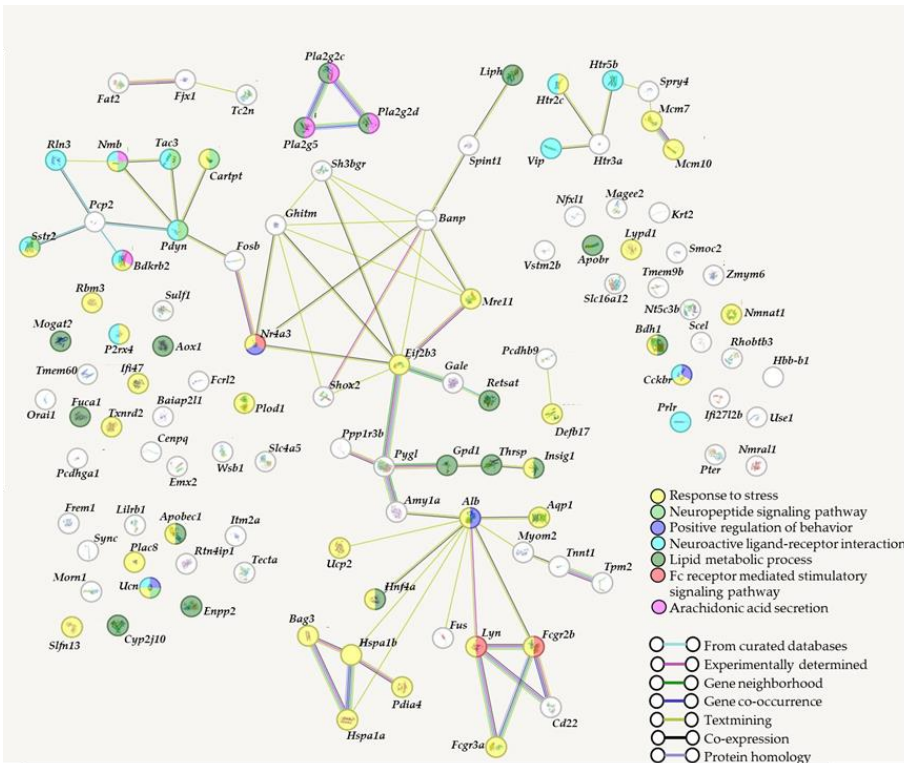 Pla2g2c
Liph
Htr5b
Spry4
Fat2
Fjx1
Tc2n
Htr2c
Mcm7
Pla2g2d
Pla2g5
Rln3
Nmb
Tac3
Cartpt
Sh3bgr
Spint1
Vip
Htr3a
Mcm10
Pcp2
Ghitm
Banp
Nfxl1
Magee2
Krt2
Sstr2
Pdyn
Fosb
Lypd1
Bdkrb2
Vstm2b
Apobr
Smoc2
Rbm3
Sulf1
Mre11
Tmem9b
Zmym6
Slc16a12
Mogat2
Nr4a3
Nt5c3b
Nmnat1
P2rx4
Aox1
Eif2b3
Pcdhb9
Bdh1
Scel
Rhobtb3
Tmem60
Ifi47
Fcrl2
Shox2
Gale
Retsat
Hbb-b1
Cckbr
Orai1
Fuca1
Txnrd2
Baiap2l1
Plod1
Defb17
Prlr
Ifi27l2b
Use1
Cenpq
Ppp1r3b
Pcdhga1
Emx2
Wsb1
Slc4a5
Pygl
Gpd1
Thrsp
Insig1
Pter
Nmral1
Frem1
Lilrb1
Apobec1
Itm2a
Amy1a
Alb
Aqp1
Sync
Plac8
Rtn4ip1
Tecta
Ucp2
Myom2
Tnnt1
Tpm2
Morn1
Ucn
Hnf4a
Slfn13
Cyp2j10
Enpp2
Bag3
Hspa1b
Fus
Lyn
Fcgr2b
Pdia4
Cd22
Hspa1a
Fcgr3a
Response to stress
Neuropeptide signaling pathway
Positive regulation of behavior
Neuroactive ligand-receptor interaction
Lipid metabolic process
Fc receptor mediated stimulatory
signaling pathway
Arachidonic acid secretion
From curated databases
Experimentally determined
Gene neighborhood
Gene co-occurrence
Textmining
Co-expression
Protein homology